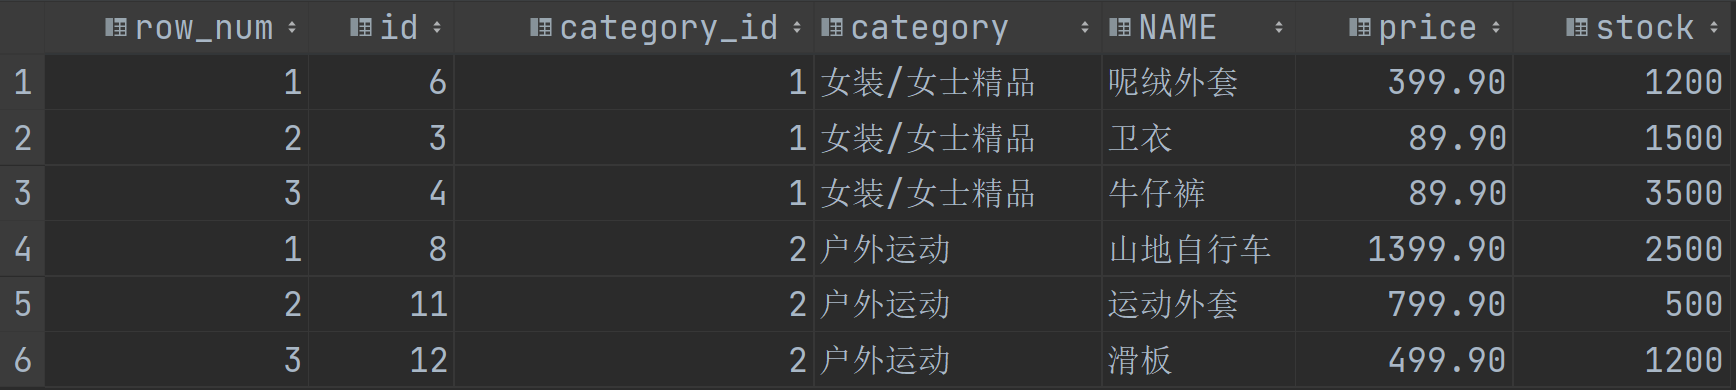 row_num id category_id category NAME price stock
1 1 6 1 女装/女士精品 呢绒外套 399.90 1200
2 2 3 1 女装/女士精品 卫衣 89.90 1500
3 3 4 1 女装/女士精品 牛仔裤 89.90 3500
4 1 8 2 户外运动 山地自行车 1399.90 2500
5 2 11 2 户外运动 运动外套 799.90 500
6 3 12 2 户外运动 滑板 499.90 1200